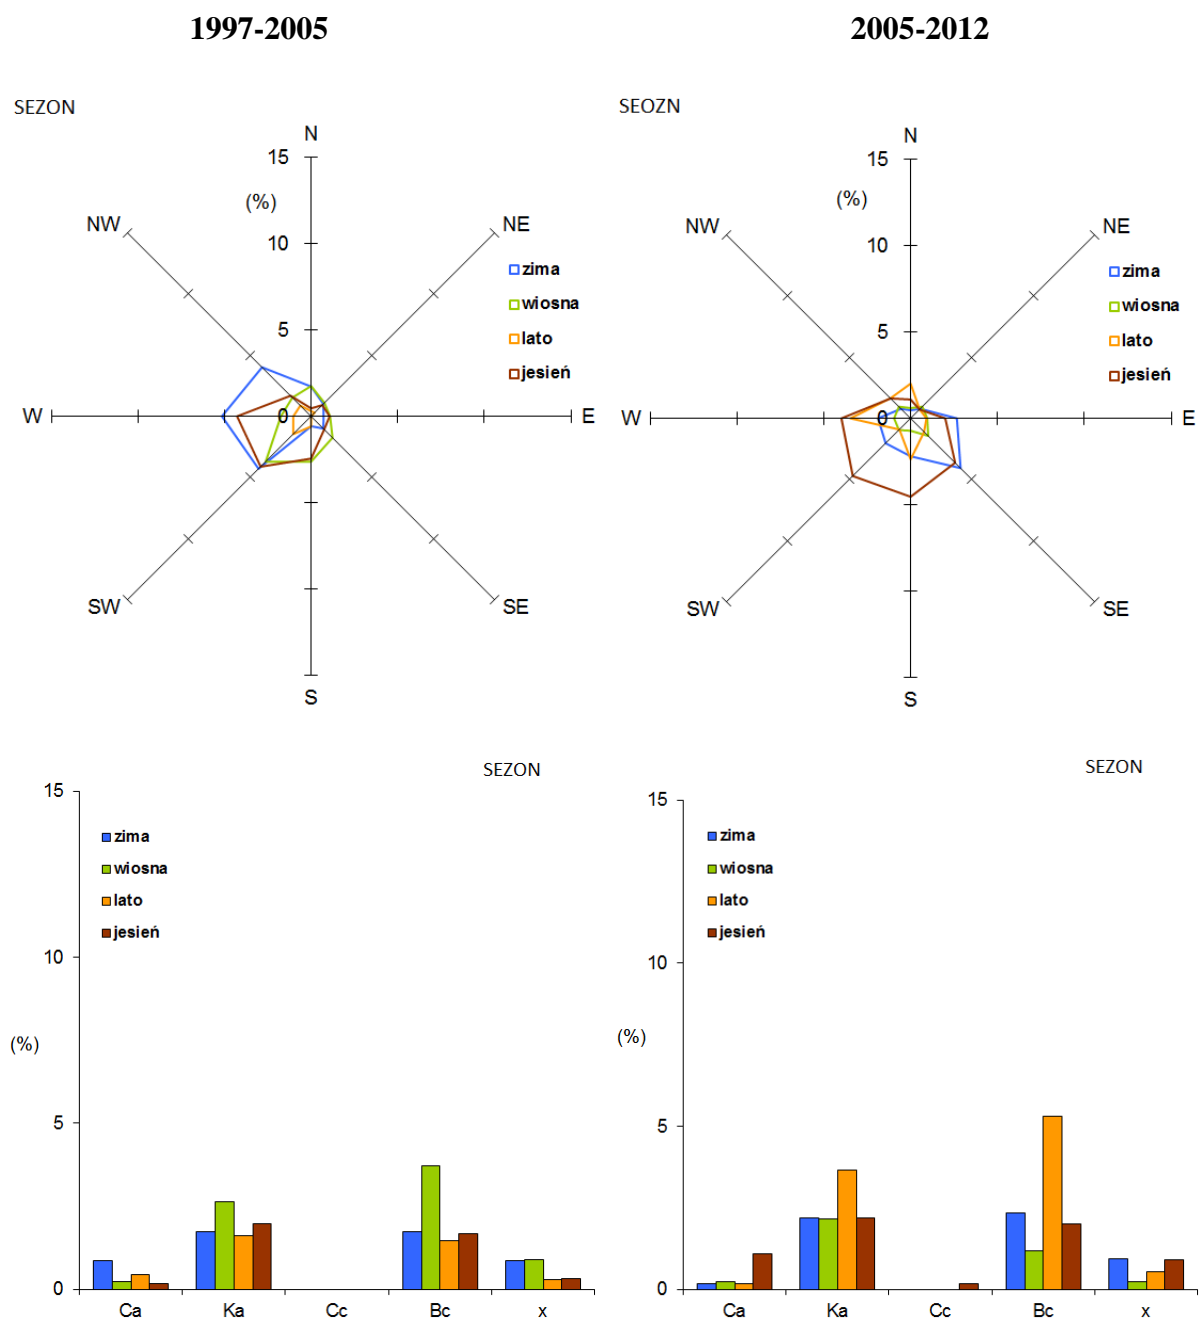 1997-2005
2005-2012
SEZON
N
15
(%)
10
NW
NE
zima
wiosna
5
lato
jesień
W
0
E
SW
SE
S
SEOZN
N
15
(%)
10
NW
NE
zima
wiosna
5
lato
jesień
W
0
E
SW
SE
S
SEZON
15
zima
wiosna
lato
jesień
10
(%)
5
0
Ca Ka Cc Bc x
SEZON
15
zima
wiosna
lato
jesień
10
(%)
5
0
Ca Ka Cc Bc x